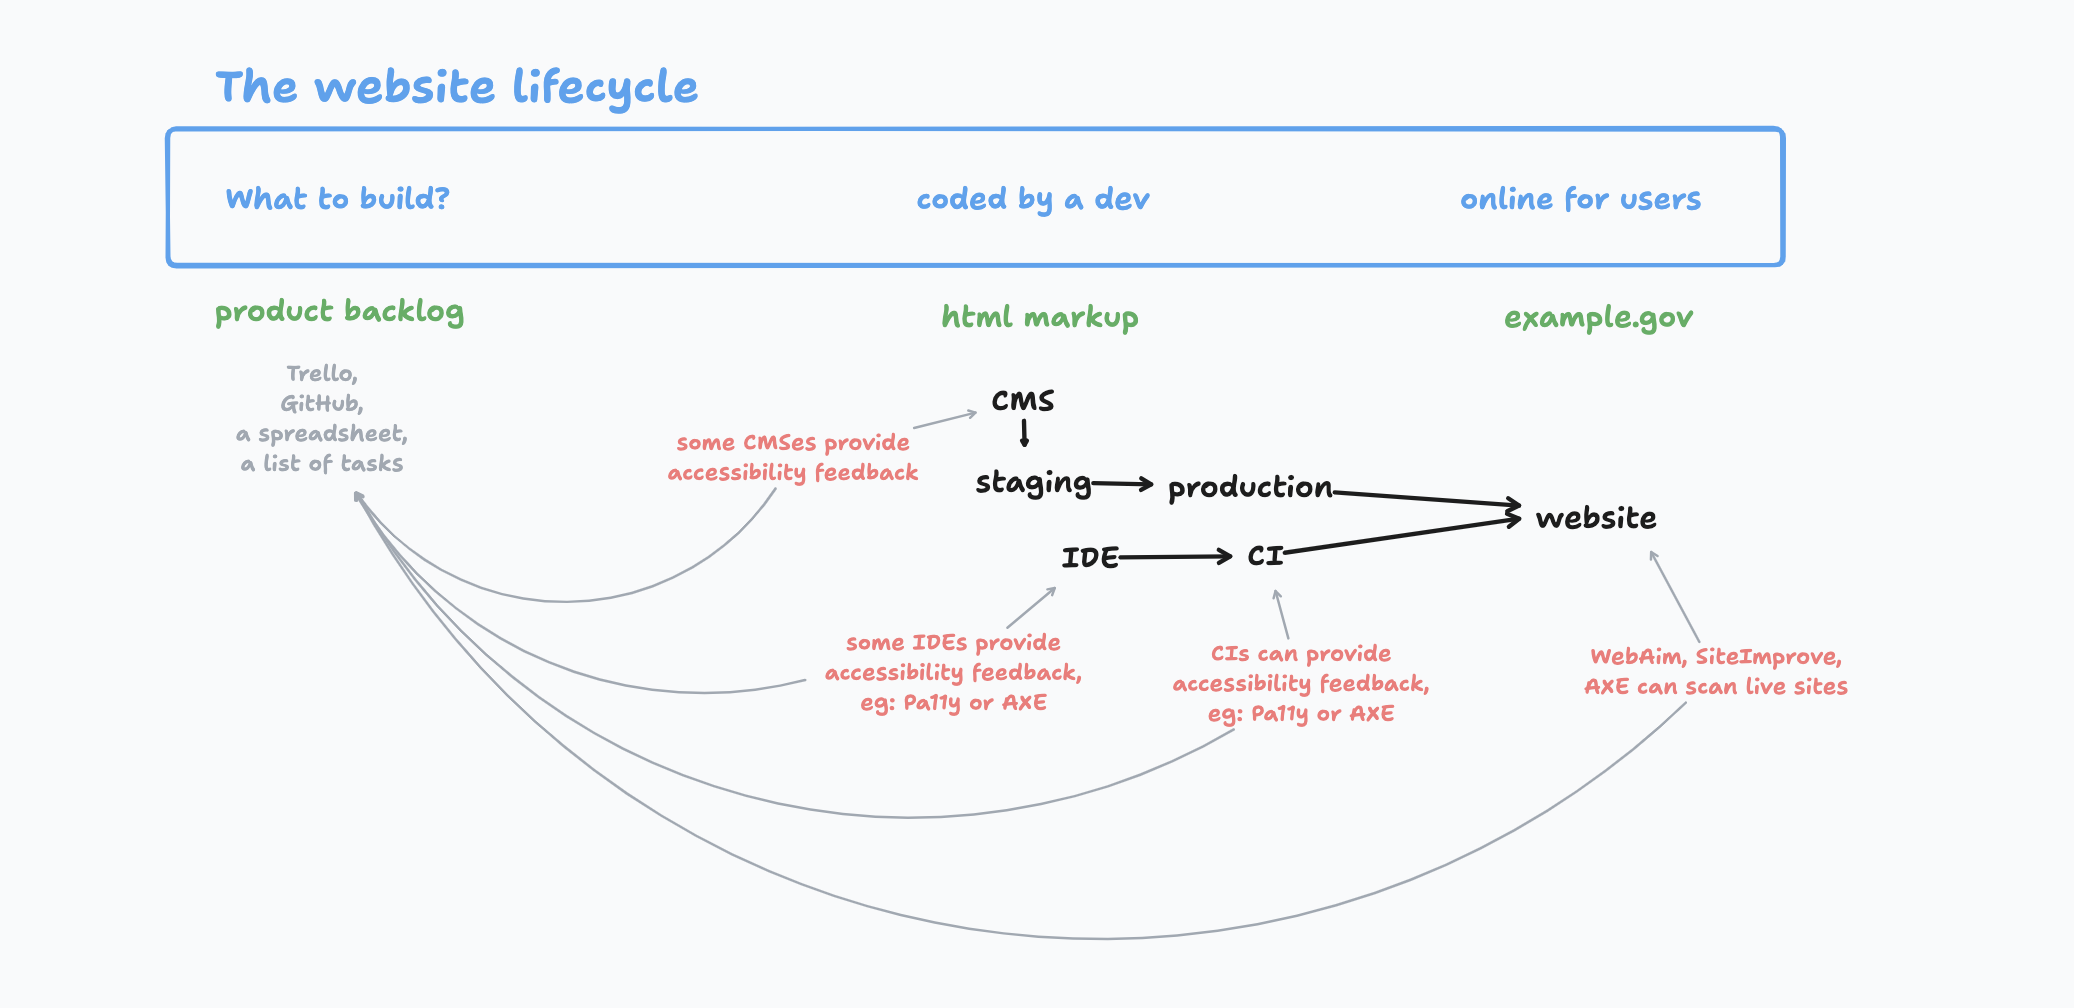 The website lifecycle
What to build?
coded by a dev
online for users
product backlog
html markup
example.gov
Trello,
GitHub,
a spreadsheet,
a list of tasks
some CMSes provide
accessibility feedback
CMS
staging
production
website
IDE
CI
some IDEs provide
accessibility feedback,
eg: Pa11y or AXE
CIs can provide
accessibility feedback,
eg: Pa11y or AXE
WebAim, SiteImprove,
AXE can scan live sites